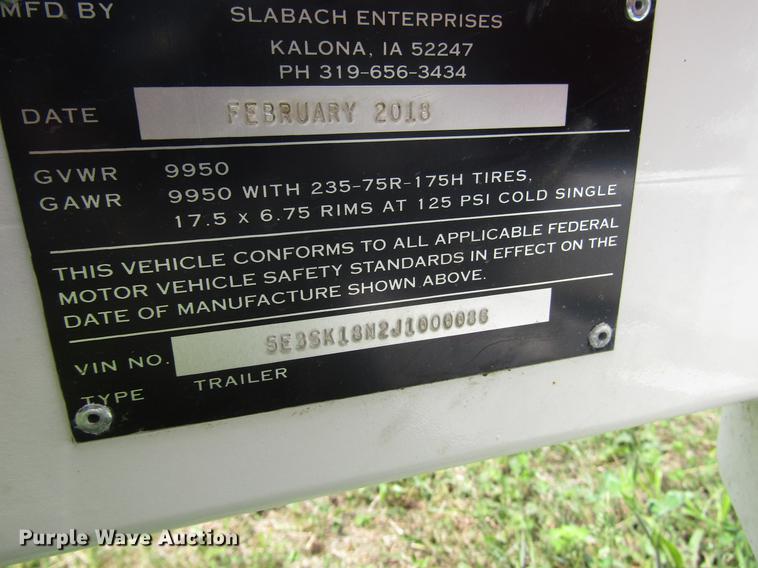 MFD BY SLABACH ENTERPRISES
KALONA, IA 52247
PH 319-656-3434
DATE FEBRUARY 2018
GVWR 9950
GAWR 9950 WITH 235-75R-175H TIRES,
17.5 x 6.75 RIMS AT 125 PSI COLD SINGLE
THIS VEHICLE CONFORMS TO ALL APPLICABLE FEDERAL
MOTOR VEHICLE SAFETY STANDARDS IN EFFECT ON THE
DATE OF MANUFACTURE SHOWN ABOVE.
VIN NO. 5E3SK18N2J1000086
TYPE TRAILER
Purple Wave Auction